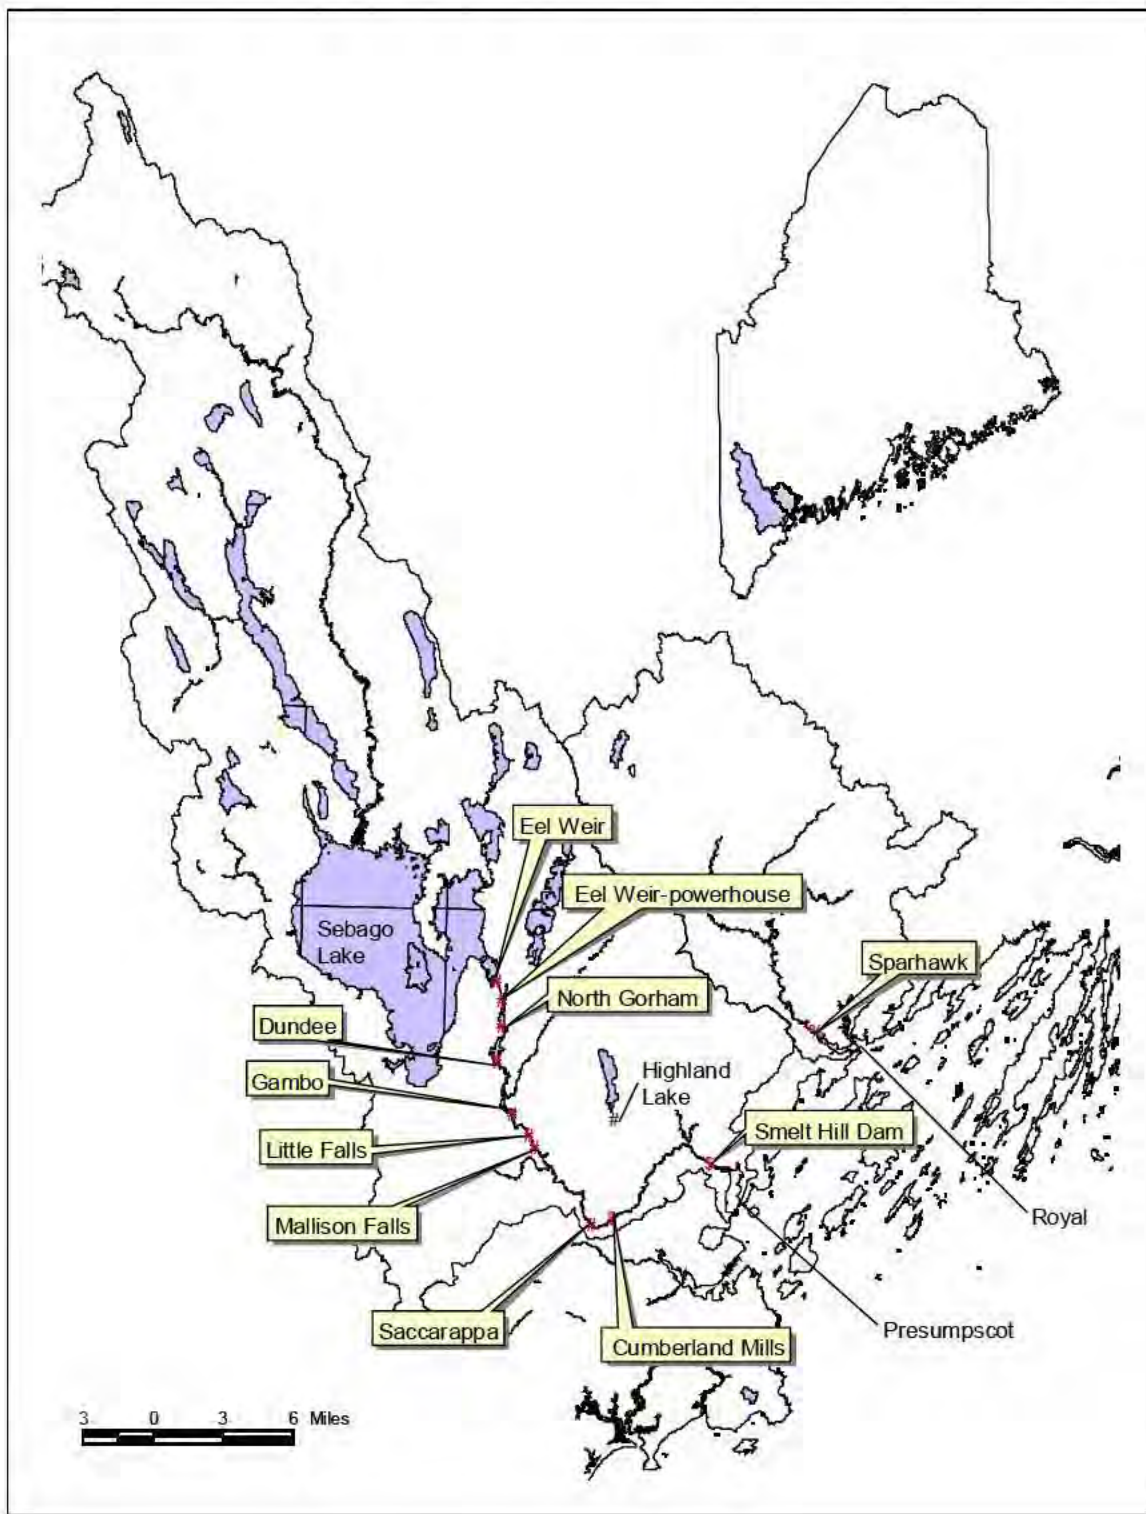 Eel Weir
Eel Weir-powerhouse
Sebago
Lake
Sparhawk
North Gorham
Dundee
Gambo
Highland
Lake
#
Smelt Hill Dam
Little Falls
Mallison Falls
Royal
Saccarappa
Presumpscot
Cumberland Mills
3 0 3 6 Miles